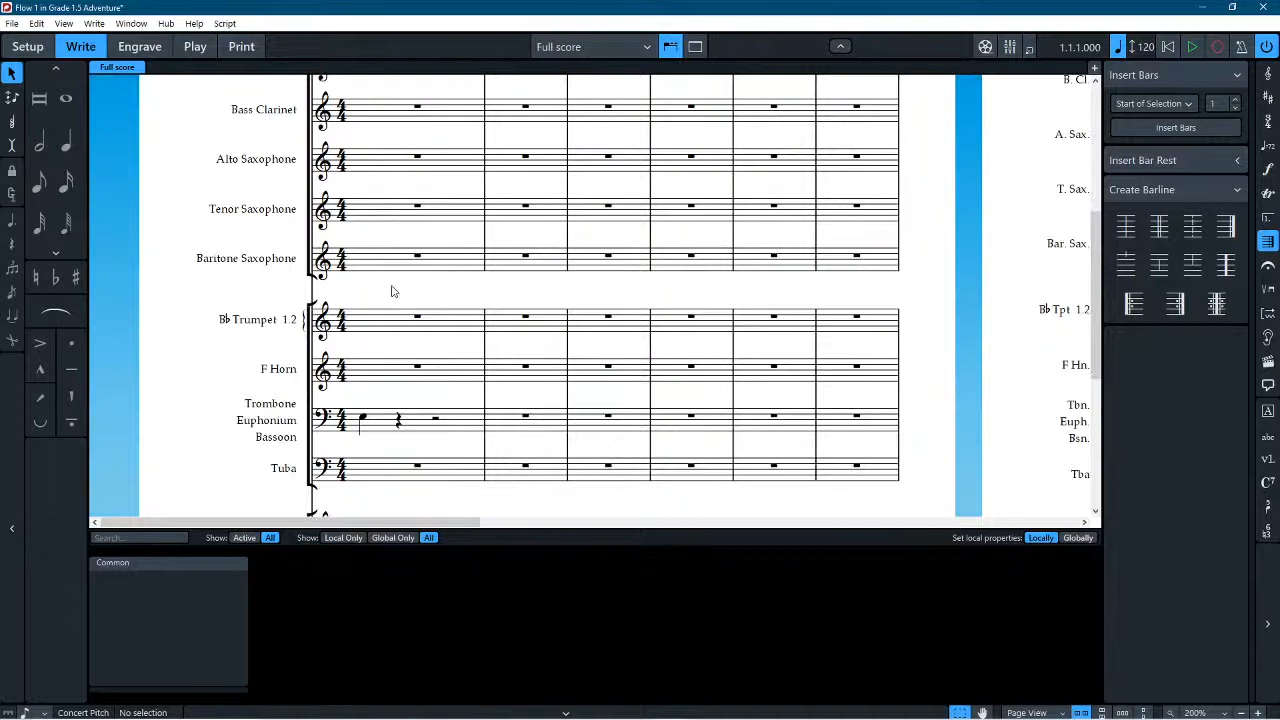 Flow 1 in Grade 1.5 Adventure*
File Edit View Write Window Hub Help Script
Setup Write Engrave Play Print Full score 1.1.1.000 120
Full score
Insert Bars
Start of Selection 1
Insert Bars
Insert Bar Rest
Create Barline
Bass Clarinet
Alto Saxophone
Tenor Saxophone
Baritone Saxophone
B♭ Trumpet 1.2
F Horn
Trombone
Euphonium
Bassoon
Tuba
B. Cl.
A. Sax.
T. Sax.
Bar. Sax.
B♭ Tpt 1.2
F Hn.
Tbn.
Euph.
Bsn.
Tba
Search... Show: Active All Show: Local Only Global Only All Set local properties: Locally Globally
Common
Concert Pitch No selection Page View 200%